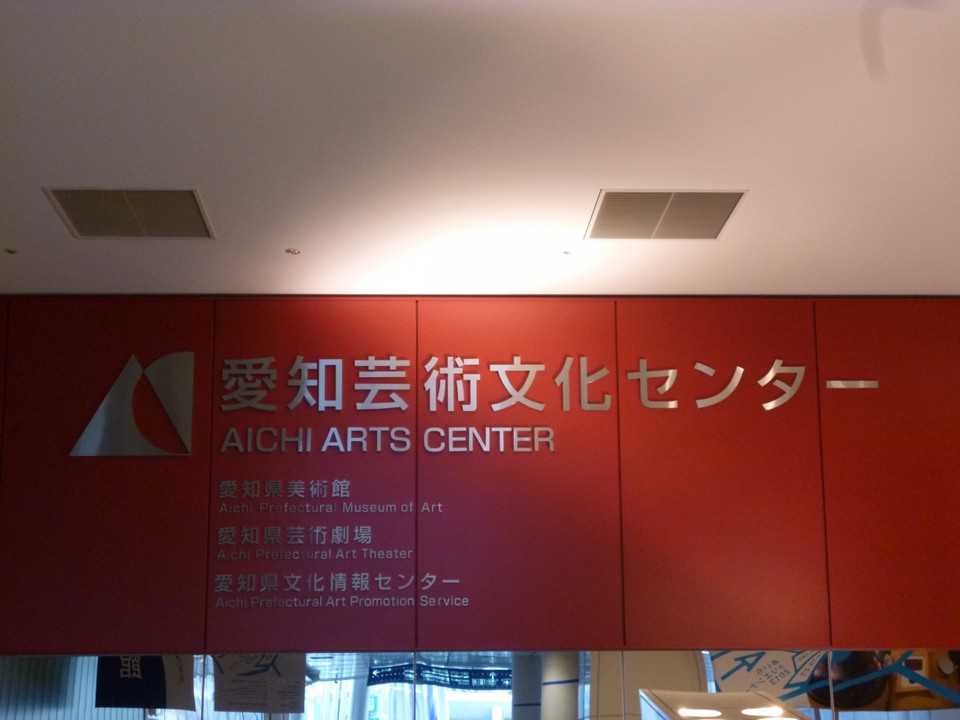 愛知芸術文化センター
AICHI ARTS CENTER
愛知県美術館
Aichi Prefectural Museum of Art
愛知県芸術劇場
Aichi Prefectural Art Theater
愛知県文化情報センター
Aichi Prefectural Art Promotion Service
館